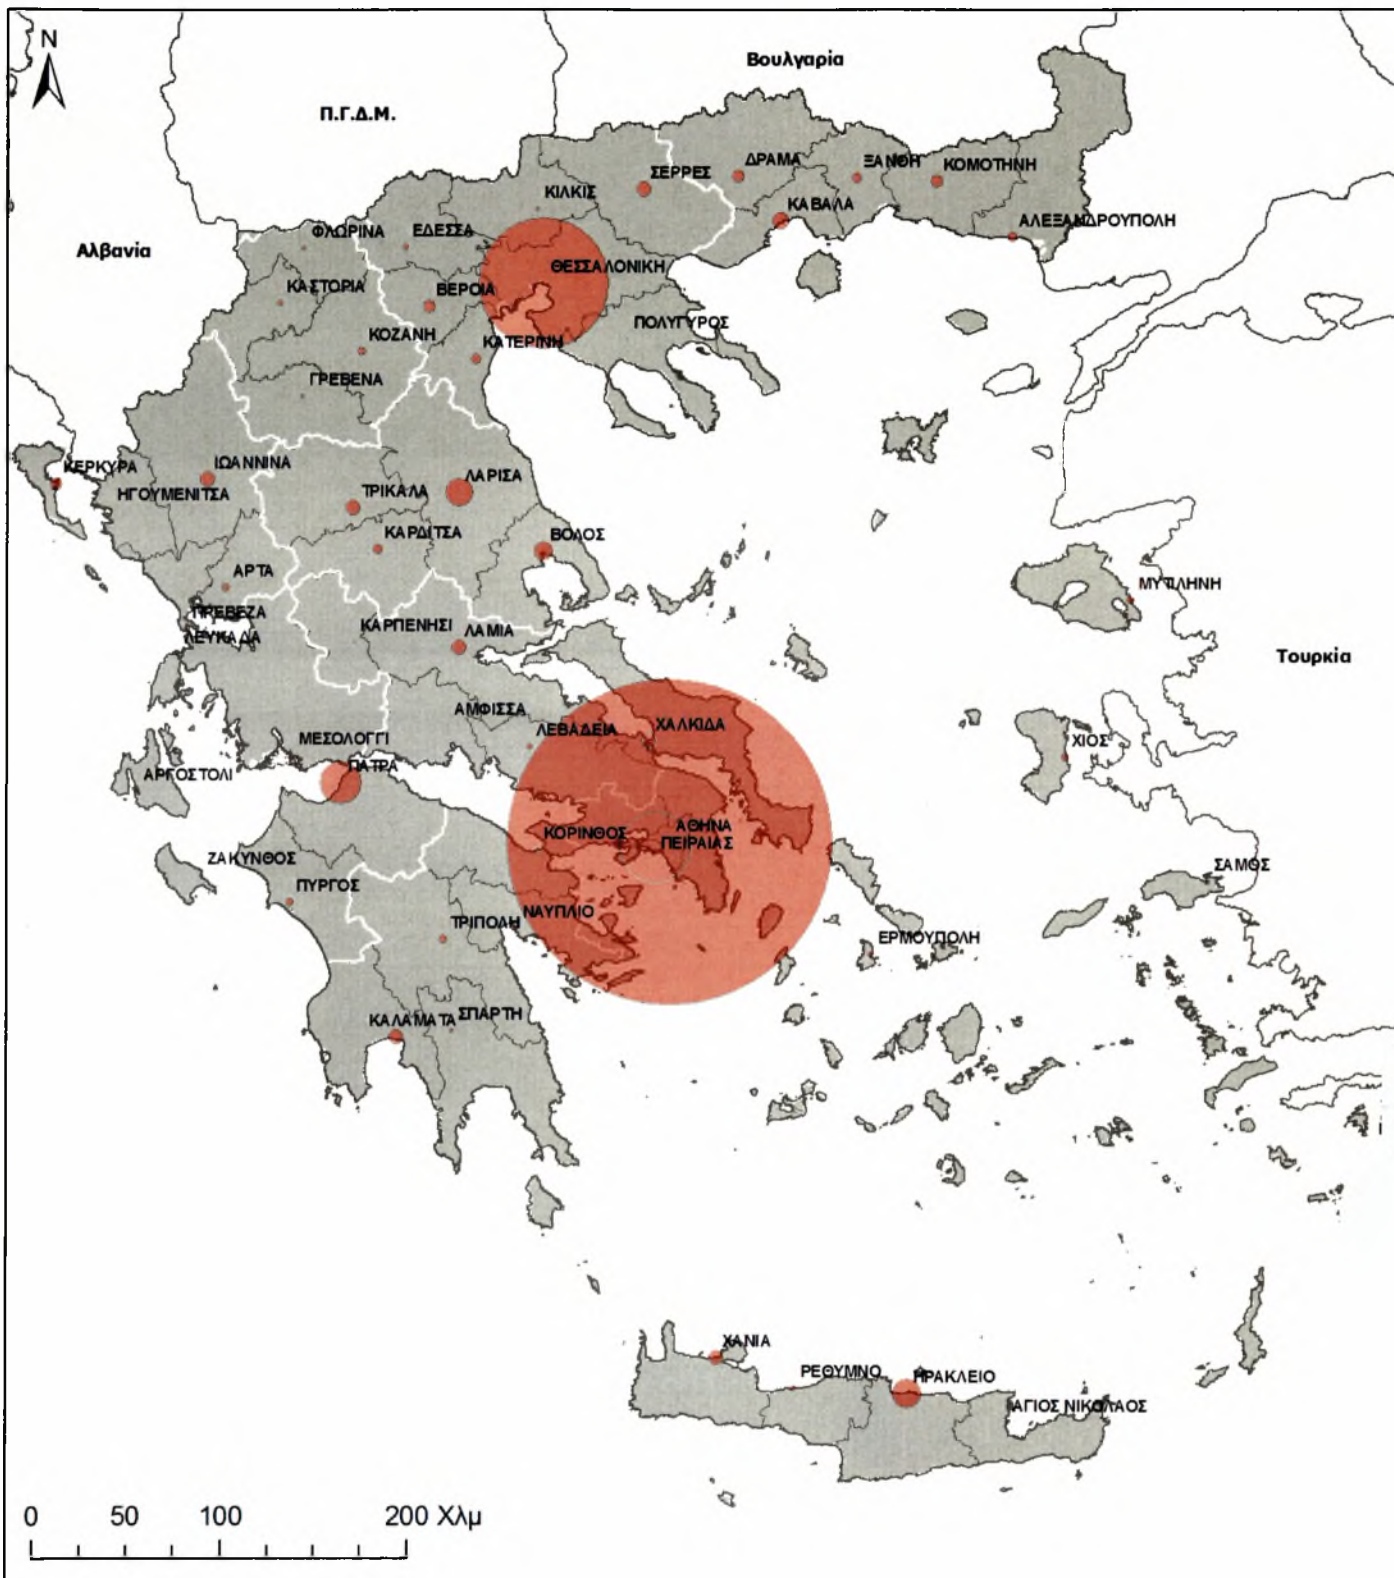 N
Βουλγαρία
Π.Γ.Δ.Μ.
Αλβανία
Τουρκία
ΣΕΡΡΕΣ
ΔΡΑΜΑ
ΞΑΝΘΗ
ΚΟΜΟΤΗΝΗ
ΚΙΛΚΙΣ
ΚΑΒΑΛΑ
ΑΛΕΞΑΝΔΡΟΥΠΟΛΗ
ΦΛΩΡΙΝΑ
ΕΔΕΣΣΑ
ΘΕΣΣΑΛΟΝΙΚΗ
ΚΑΣΤΟΡΙΑ
ΒΕΡΟΙΑ
ΠΟΛΥΓΥΡΟΣ
ΚΟΖΑΝΗ
ΚΑΤΕΡΙΝΗ
ΓΡΕΒΕΝΑ
ΚΕΡΚΥΡΑ
ΙΩΑΝΝΙΝΑ
ΛΑΡΙΣΑ
ΗΓΟΥΜΕΝΙΤΣΑ
ΤΡΙΚΑΛΑ
ΚΑΡΔΙΤΣΑ
ΒΟΛΟΣ
ΑΡΤΑ
ΜΥΤΙΛΗΝΗ
ΠΡΕΒΕΖΑ
ΚΑΡΠΕΝΗΣΙ
ΛΑΜΙΑ
ΛΕΥΚΑΔΑ
ΑΜΦΙΣΣΑ
ΛΕΒΑΔΕΙΑ
ΧΑΛΚΙΔΑ
ΜΕΣΟΛΟΓΓΙ
ΧΙΟΣ
ΠΑΤΡΑ
ΑΡΓΟΣΤΟΛΙ
ΚΟΡΙΝΘΟΣ
ΑΘΗΝΑ
ΠΕΙΡΑΙΑΣ
ΖΑΚΥΝΘΟΣ
ΣΑΜΟΣ
ΠΥΡΓΟΣ
ΝΑΥΠΛΙΟ
ΤΡΙΠΟΛΗ
ΕΡΜΟΥΠΟΛΗ
ΚΑΛΑΜΑΤΑ
ΣΠΑΡΤΗ
ΧΑΝΙΑ
ΡΕΘΥΜΝΟ
ΗΡΑΚΛΕΙΟ
ΑΓΙΟΣ ΝΙΚΟΛΑΟΣ
0 50 100 200 Χλμ